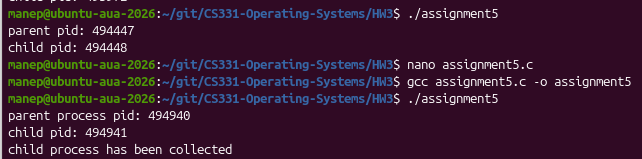 manep@ubuntu-aua-2026:~/git/CS331-Operating-Systems/HW3$ ./assignment5
parent pid: 494447
child pid: 494448
manep@ubuntu-aua-2026:~/git/CS331-Operating-Systems/HW3$ nano assignment5.c
manep@ubuntu-aua-2026:~/git/CS331-Operating-Systems/HW3$ gcc assignment5.c -o assignment5
manep@ubuntu-aua-2026:~/git/CS331-Operating-Systems/HW3$ ./assignment5
parent process pid: 494940
child pid: 494941
child process has been collected